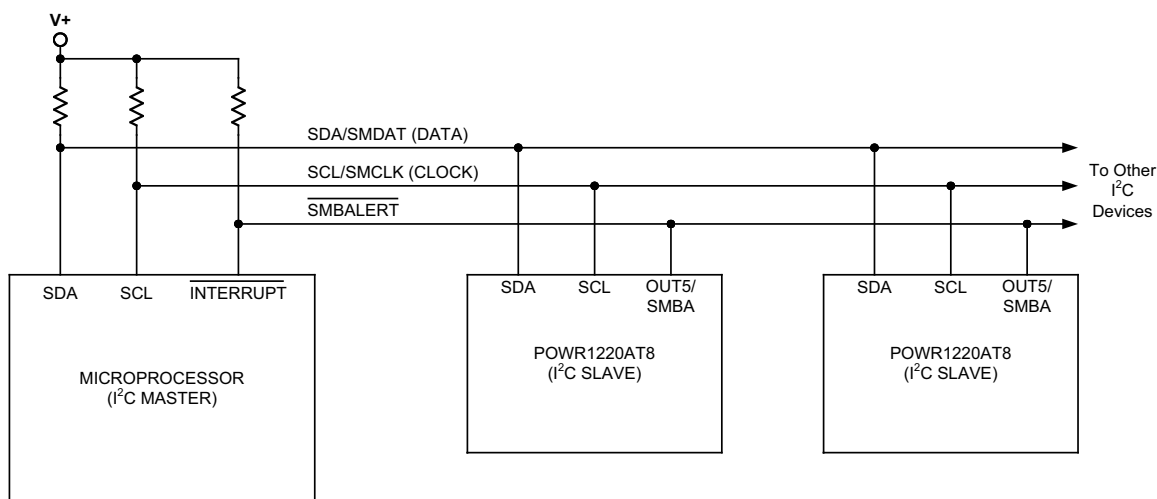 V+
SDA/SMDAT (DATA)
SCL/SMCLK (CLOCK)
SMBALERT
To Other
I²C
Devices
SDA
SCL
INTERRUPT
MICROPROCESSOR
(I²C MASTER)
SDA
SCL
OUT5/
SMBA
POWR1220AT8
(I²C SLAVE)
SDA
SCL
OUT5/
SMBA
POWR1220AT8
(I²C SLAVE)